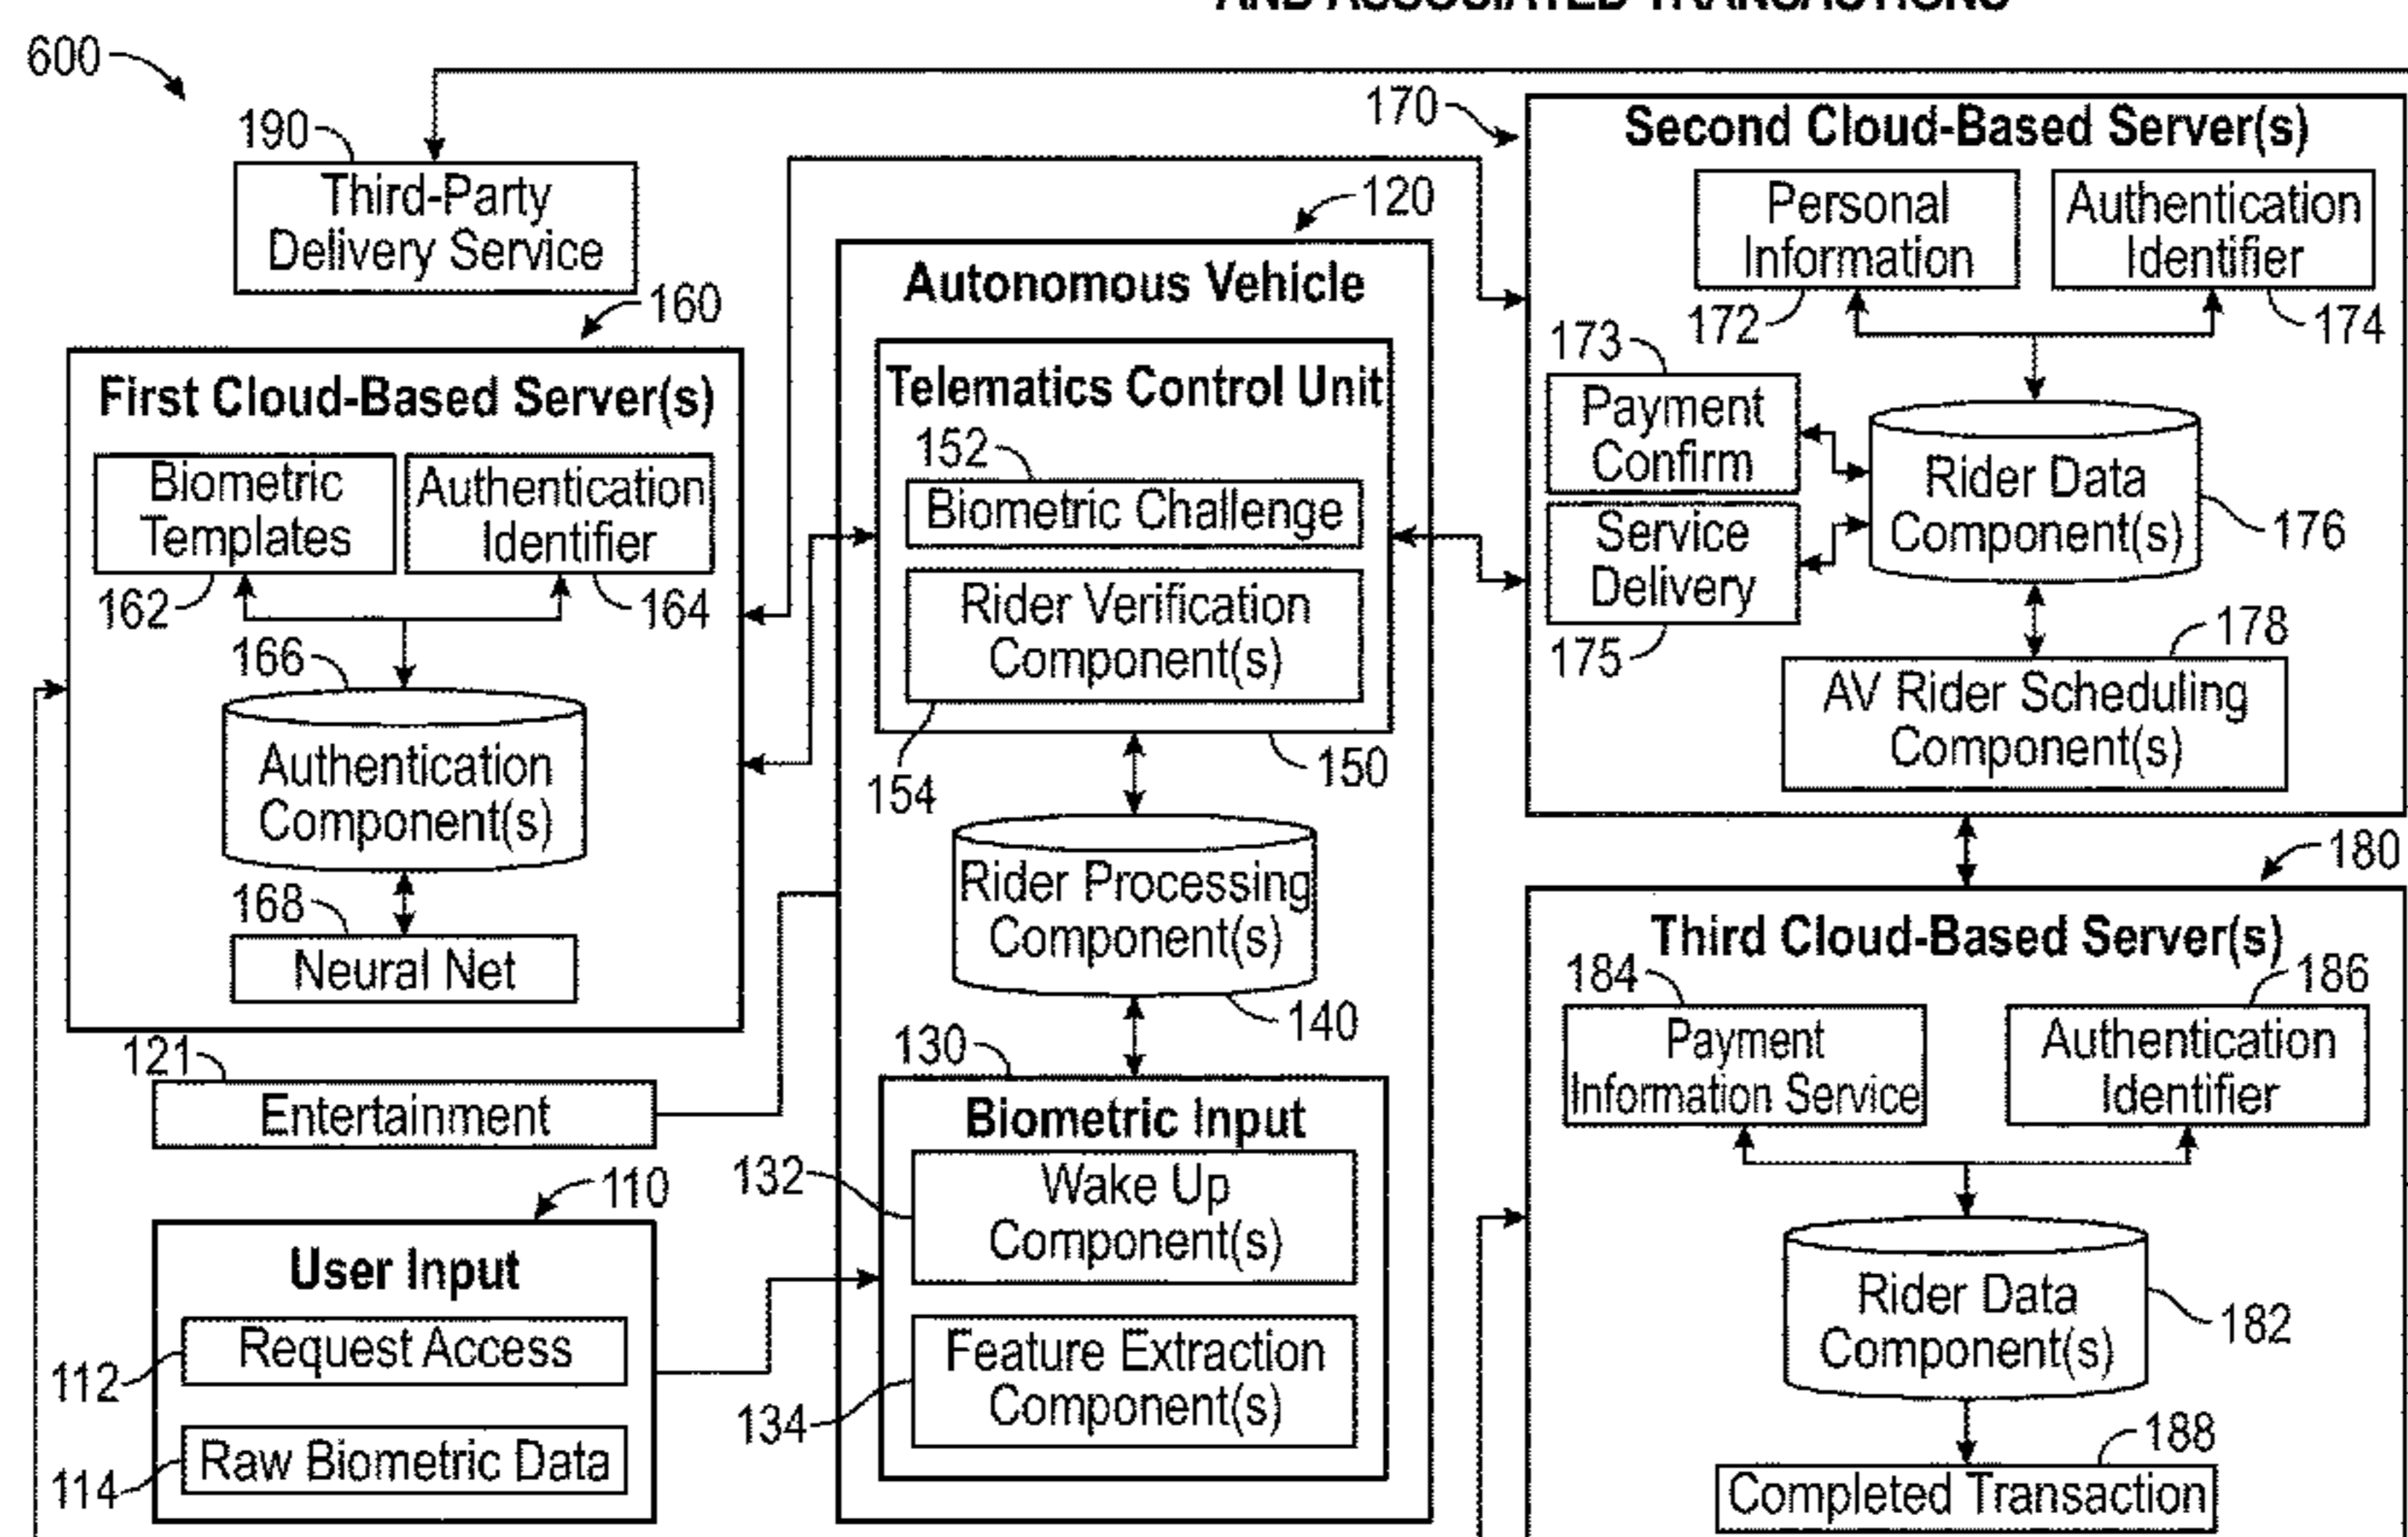 AND ASSOCIATED TRANSACTIONS
600
190
Third-Party
Delivery Service
160
First Cloud-Based Server(s)
Biometric
Templates
162
Authentication
Identifier
164
166
Authentication
Component(s)
168
Neural Net
121
Entertainment
110
User Input
Request Access
112
Raw Biometric Data
114
120
Autonomous Vehicle
Telematics Control Unit
152
Biometric Challenge
Rider Verification
Component(s)
154
150
Rider Processing
Component(s)
140
130
Biometric Input
132
Wake Up
Component(s)
134
Feature Extraction
Component(s)
170
Second Cloud-Based Server(s)
Personal
Information
172
Authentication
Identifier
174
173
Payment
Confirm
Service
Delivery
175
Rider Data
Component(s)
176
178
AV Rider Scheduling
Component(s)
180
Third Cloud-Based Server(s)
184
Payment
Information Service
186
Authentication
Identifier
Rider Data
Component(s)
182
188
Completed Transaction